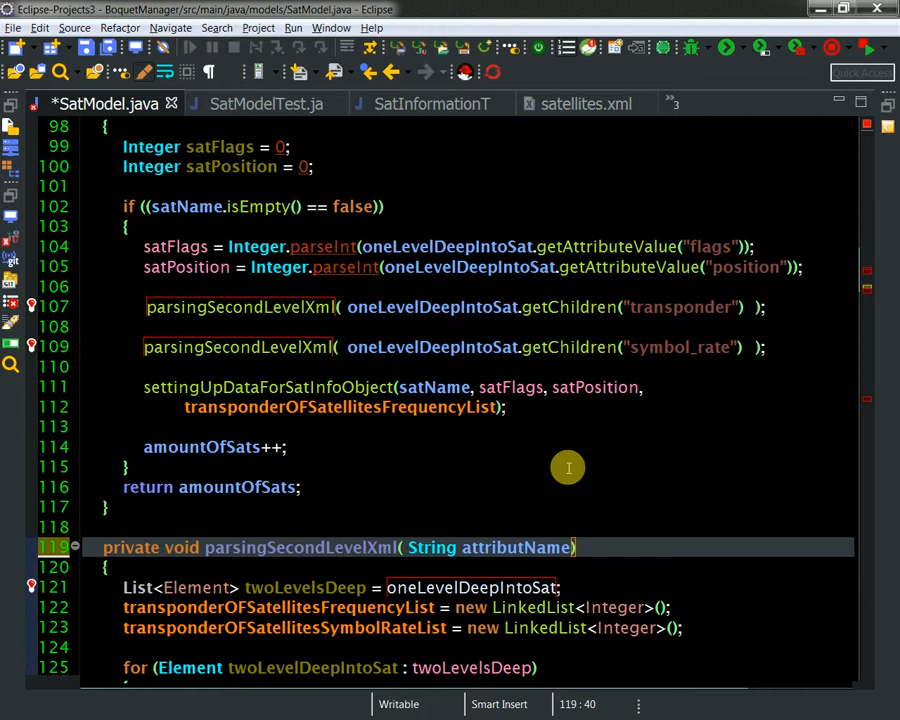 Eclipse-Projects3 - BoquetManager/src/main/java/models/SatModel.java - Eclipse
File Edit Source Refactor Navigate Search Project Run Window Help
Quick Access
*SatModel.java SatModelTest.ja SatInformationT satellites.xml 3
98 {
99 Integer satFlags = 0;
100 Integer satPosition = 0;
101
102 if ((satName.isEmpty() == false))
103 {
104 satFlags = Integer.parseInt(oneLevelDeepIntoSat.getAttributeValue("flags"));
105 satPosition = Integer.parseInt(oneLevelDeepIntoSat.getAttributeValue("position"));
106
107 parsingSecondLevelXml( oneLevelDeepIntoSat.getChildren("transponder") );
108
109 parsingSecondLevelXml( oneLevelDeepIntoSat.getChildren("symbol_rate") );
110
111 settingUpDataForSatInfoObject(satName, satFlags, satPosition,
112 transponderOFSatellitesFrequencyList);
113
114 amountOfSats++;
115 }
116 return amountOfSats;
117 }
118
119 private void parsingSecondLevelXml( String attributName)
120 {
121 List<Element> twoLevelsDeep = oneLevelDeepIntoSat;
122 transponderOFSatellitesFrequencyList = new LinkedList<Integer>();
123 transponderOFSatellitesSymbolRateList = new LinkedList<Integer>();
124
125 for (Element twoLevelDeepIntoSat : twoLevelsDeep)
Writable Smart Insert 119 : 40